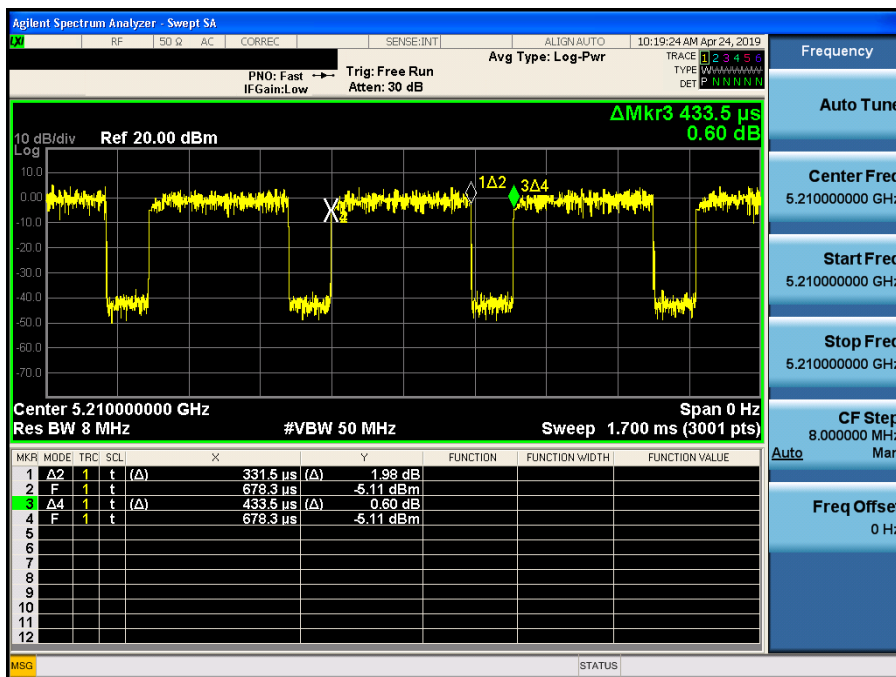 Agilent Spectrum Analyzer - Swept SA
LXI RF 50 Ω AC CORREC SENSE:INT ALIGN AUTO 10:19:24 AM Apr 24, 2019
Frequency
Avg Type: Log-Pwr TRACE 1 2 3 4 5 6
PNO: Fast Trig: Free Run TYPE WWWWWW
IFGain:Low Atten: 30 dB DET P N N N N N
Auto Tune
ΔMkr3 433.5 µs
0.60 dB
10 dB/div Ref 20.00 dBm
Log
10.0
0.00
-10.0
-20.0
-30.0
-40.0
-50.0
-60.0
-70.0
1Δ2
3Δ4
Center Freq
5.210000000 GHz
Start Freq
5.210000000 GHz
Stop Freq
5.210000000 GHz
CF Step
8.000000 MHz
Auto Man
Freq Offset
0 Hz
Center 5.210000000 GHz Span 0 Hz
Res BW 8 MHz #VBW 50 MHz Sweep 1.700 ms (3001 pts)
MKR MODE TRC SCL X Y FUNCTION FUNCTION WIDTH FUNCTION VALUE
1 Δ2 1 t (Δ) 331.5 µs (Δ) 1.98 dB
2 F 1 t 678.3 µs -5.11 dBm
3 Δ4 1 t (Δ) 433.5 µs (Δ) 0.60 dB
4 F 1 t 678.3 µs -5.11 dBm
5
6
7
8
9
10
11
12
MSG STATUS